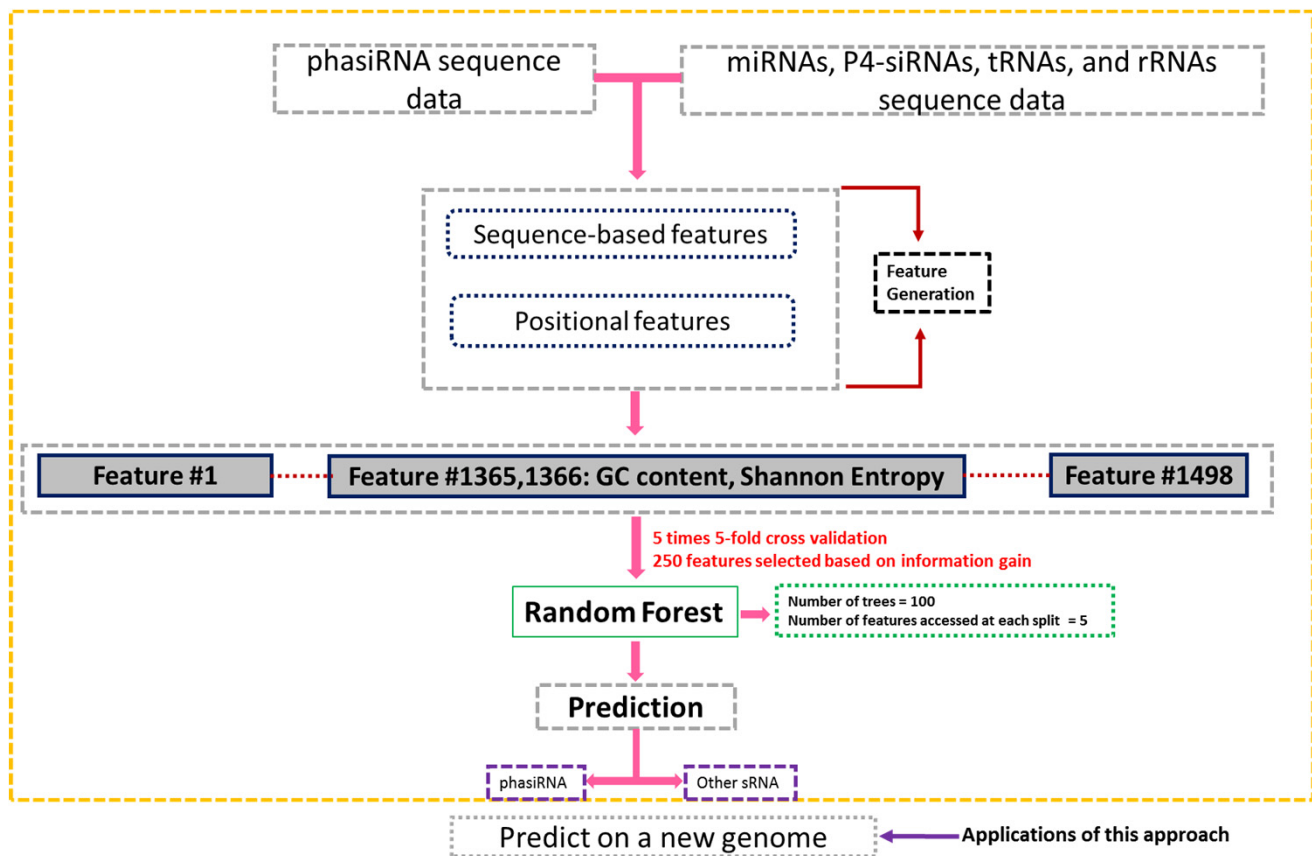 phasiRNA sequence
data
miRNAs, P4-siRNAs, tRNAs, and rRNAs
sequence data
Sequence-based features
Positional features
Feature
Generation
Feature #1
Feature #1365,1366: GC content, Shannon Entropy
Feature #1498
5 times 5-fold cross validation
250 features selected based on information gain
Random Forest
Number of trees = 100
Number of features accessed at each split = 5
Prediction
phasiRNA
Other sRNA
Predict on a new genome
Applications of this approach